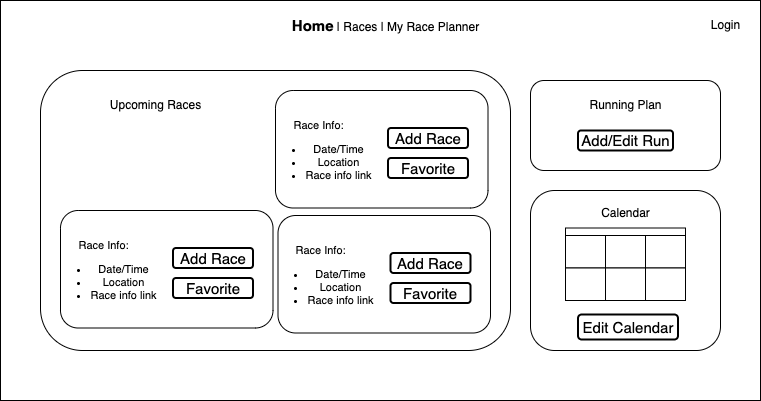 Home | Races | My Race Planner
Login
Upcoming Races
Race Info:
• Date/Time
• Location
• Race info link
Add Race
Favorite
Race Info:
• Date/Time
• Location
• Race info link
Add Race
Favorite
Race Info:
• Date/Time
• Location
• Race info link
Add Race
Favorite
Running Plan
Add/Edit Run
Calendar
Edit Calendar